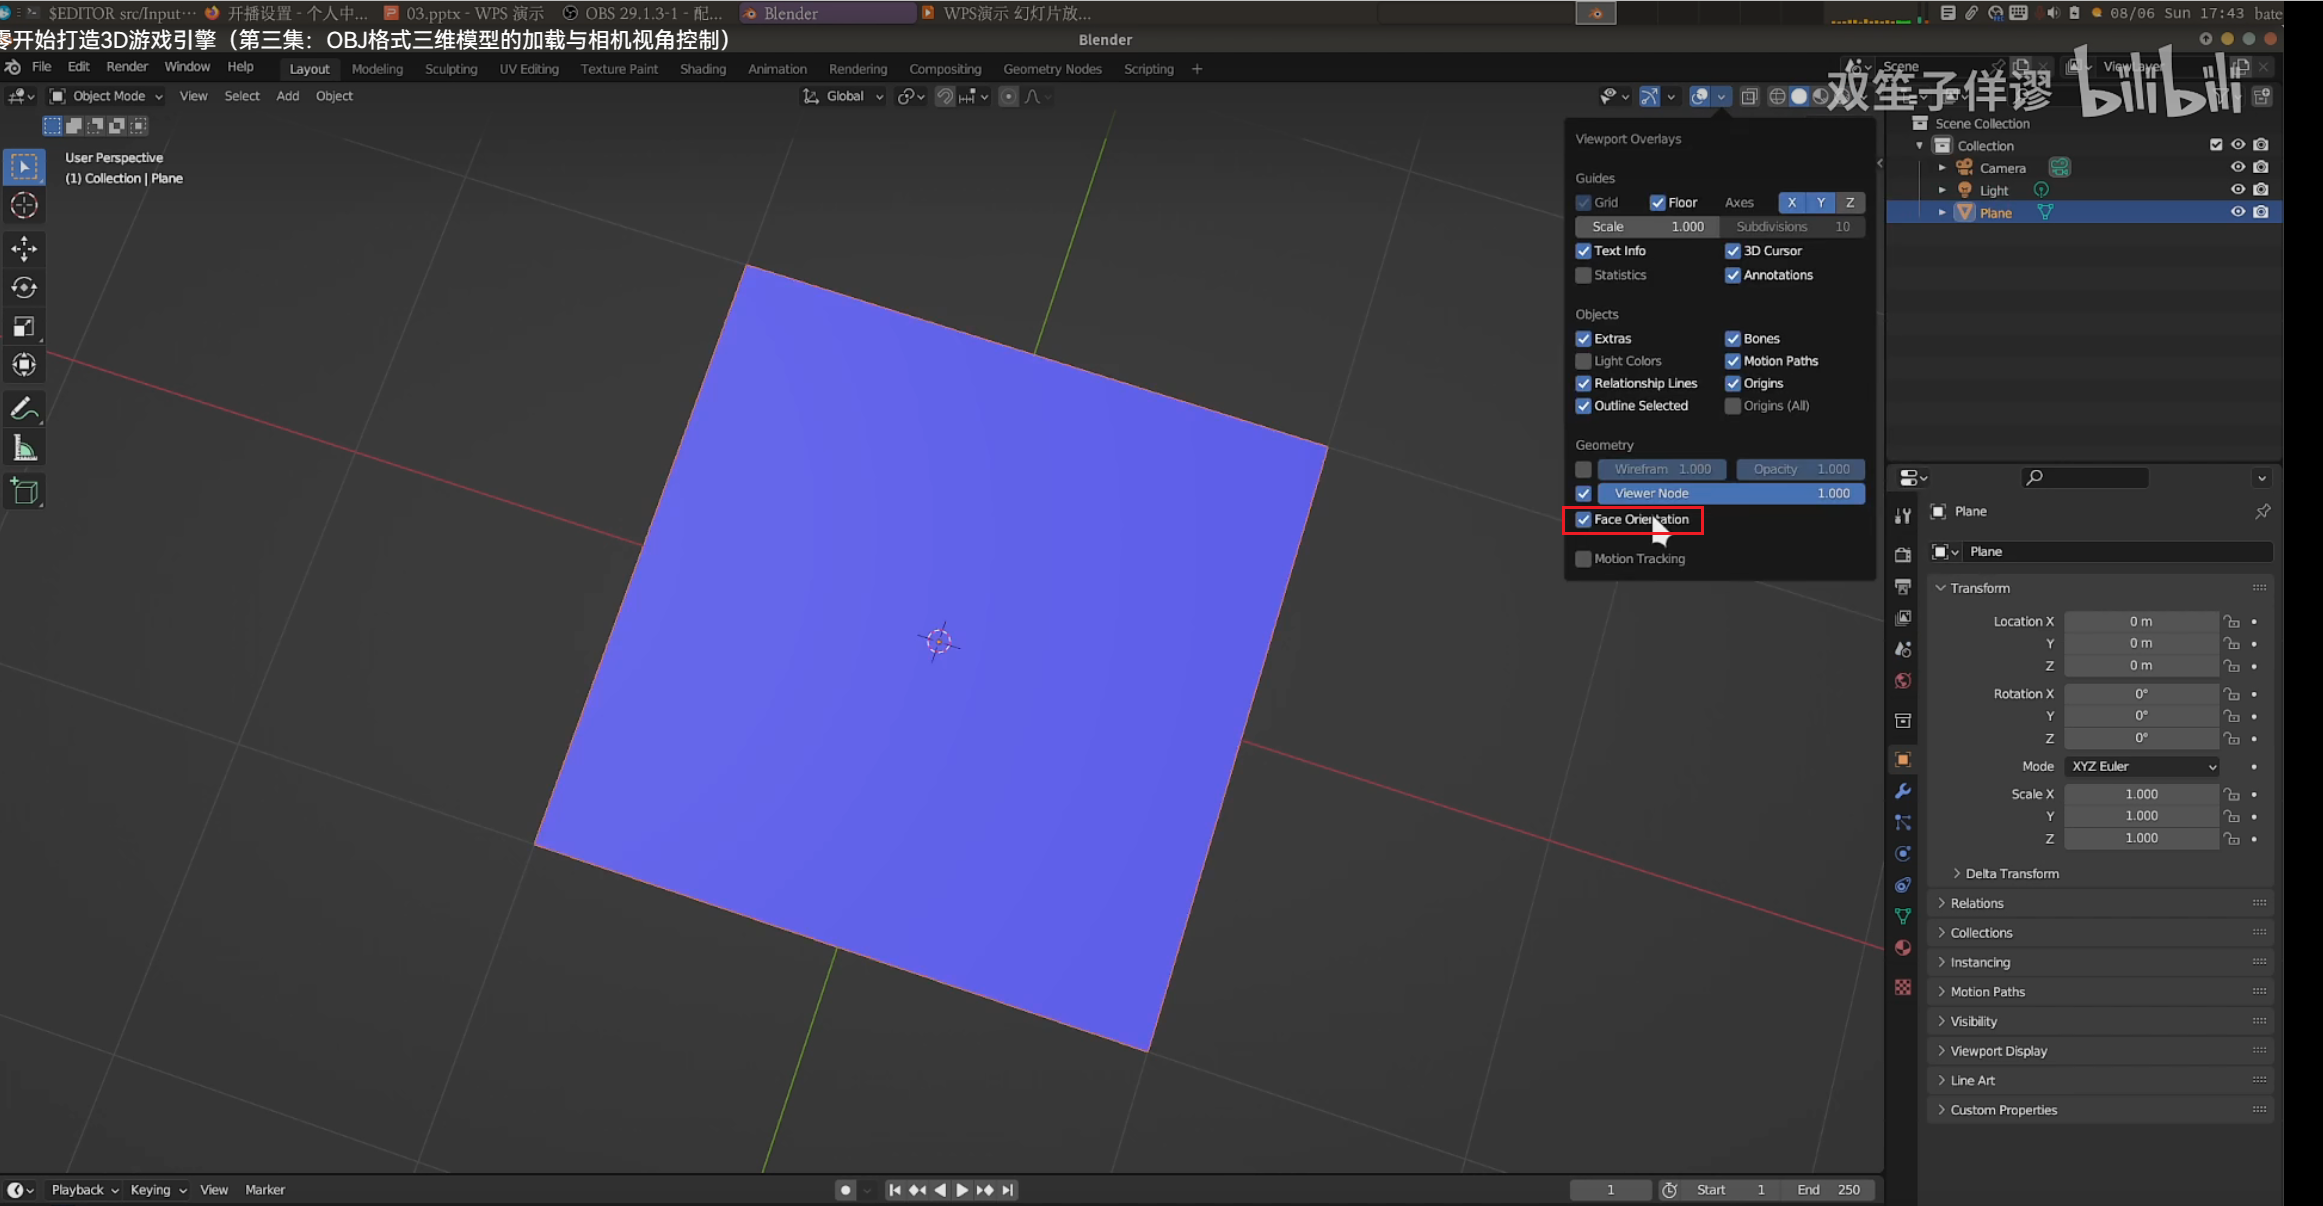 $EDITOR src/Input··· 开播设置 - 个人中... 03.pptx - WPS 演示 OBS 29.1.3-1 - 配... Blender WPS演示 幻灯片放... 08/06 Sun 17:43 bate
零开始打造3D游戏引擎（第三集：OBJ格式三维模型的加载与相机视角控制） Blender
File Edit Render Window Help Layout Modeling Sculpting UV Editing Texture Paint Shading Animation Rendering Compositing Geometry Nodes Scripting + Scene ViewLayer
双笙子佯谬 bilibili
Object Mode View Select Add Object Global
User Perspective
(1) Collection | Plane
Viewport Overlays
Guides
Grid Floor Axes X Y Z
Scale 1.000 Subdivisions 10
Text Info 3D Cursor
Statistics Annotations
Objects
Extras Bones
Light Colors Motion Paths
Relationship Lines Origins
Outline Selected Origins (All)
Geometry
Wirefram 1.000 Opacity 1.000
Viewer Node 1.000
Face Orientation
Motion Tracking
Scene Collection
Collection
Camera
Light
Plane
Plane
Plane
Transform
Location X 0 m
Y 0 m
Z 0 m
Rotation X 0°
Y 0°
Z 0°
Mode XYZ Euler
Scale X 1.000
Y 1.000
Z 1.000
Delta Transform
Relations
Collections
Instancing
Motion Paths
Visibility
Viewport Display
Line Art
Custom Properties
Playback Keying View Marker 1 Start 1 End 250